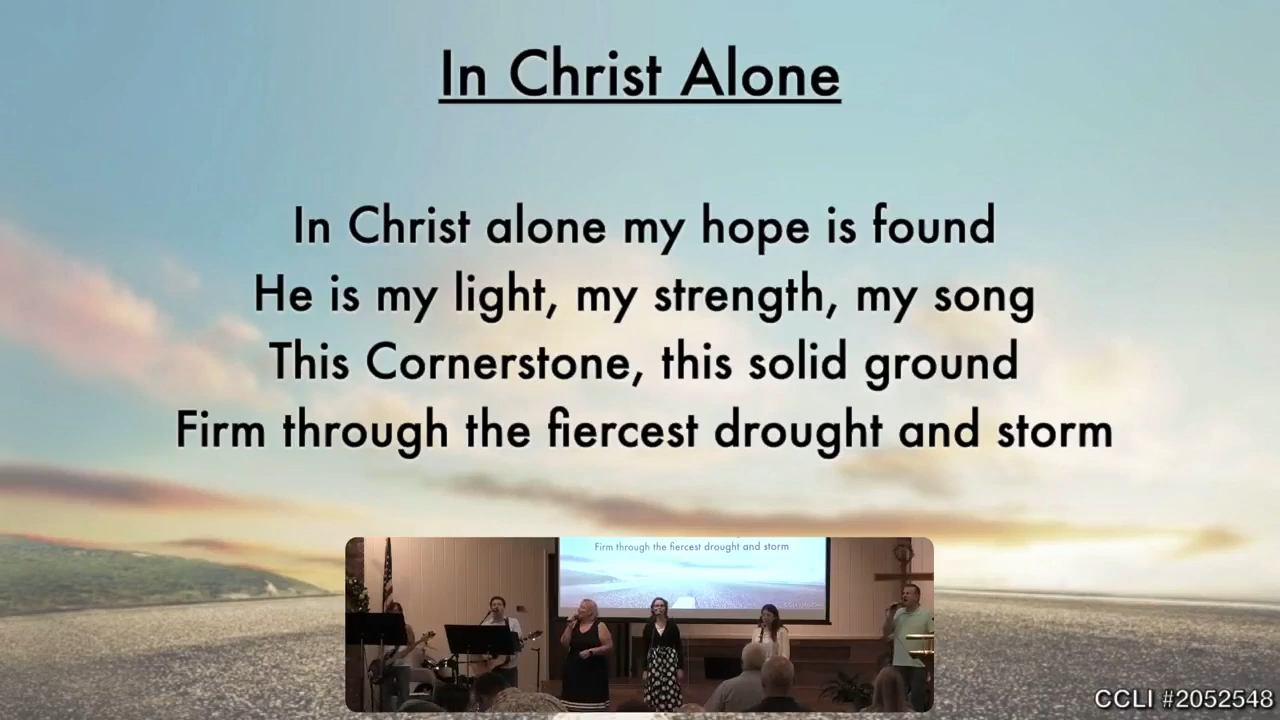 In Christ Alone
In Christ alone my hope is found
He is my light, my strength, my song
This Cornerstone, this solid ground
Firm through the fiercest drought and storm
Firm through the fiercest drought and storm
CCLI #2052548